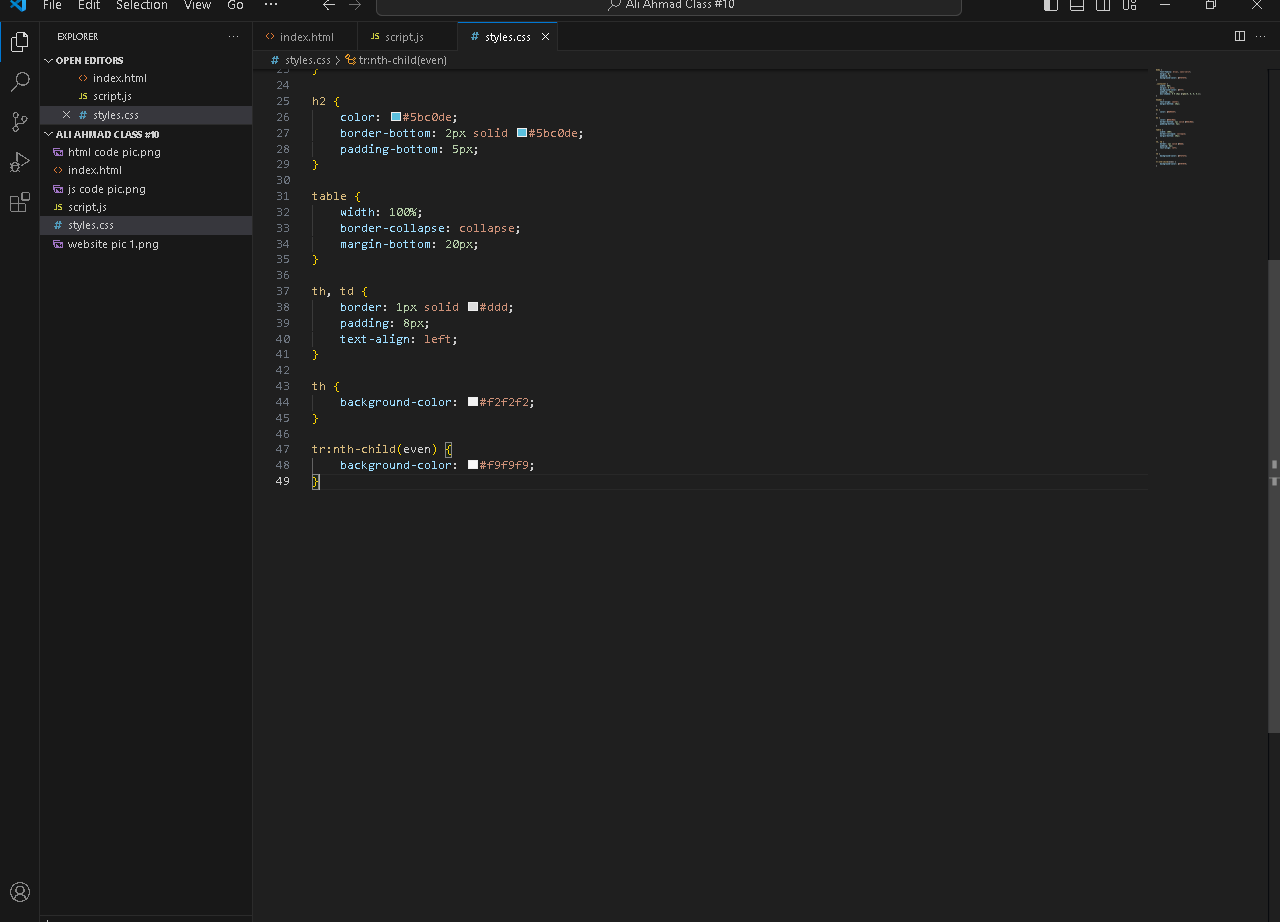 File Edit Selection View Go ··· Ali Ahmad Class #10
EXPLORER ···
OPEN EDITORS
index.html
JS script.js
# styles.css
ALI AHMAD CLASS #10
html code pic.png
index.html
js code pic.png
JS script.js
# styles.css
website pic 1.png
index.html JS script.js # styles.css
# styles.css > tr:nth-child(even)
23 }
24
25 h2 {
26 color: #5bc0de;
27 border-bottom: 2px solid #5bc0de;
28 padding-bottom: 5px;
29 }
30
31 table {
32 width: 100%;
33 border-collapse: collapse;
34 margin-bottom: 20px;
35 }
36
37 th, td {
38 border: 1px solid #ddd;
39 padding: 8px;
40 text-align: left;
41 }
42
43 th {
44 background-color: #f2f2f2;
45 }
46
47 tr:nth-child(even) {
48 background-color: #f9f9f9;
49 }